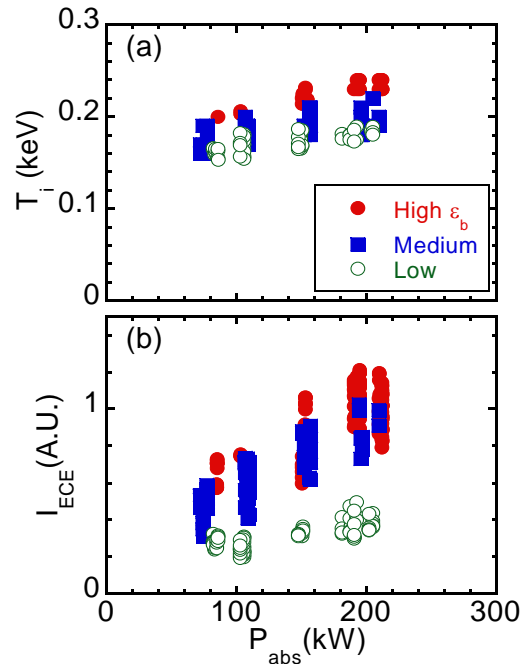 (a)
T_i (keV)
0.3
0.2
0.1
0
High ε_b
Medium
Low
(b)
I_ECE(A.U.)
1
0
0 100 200 300
P_abs(kW)